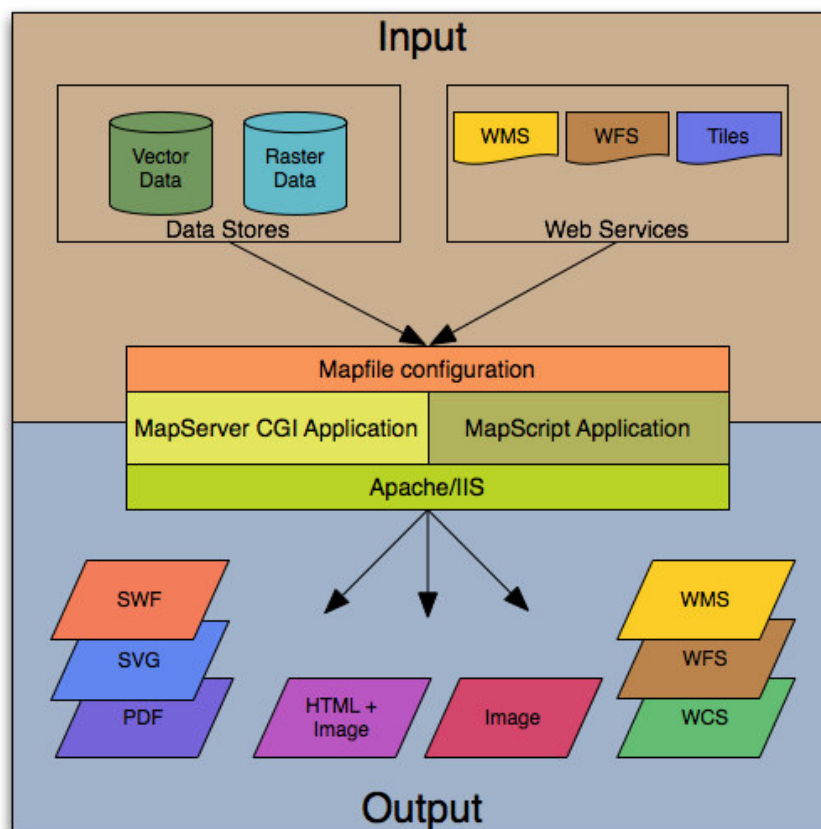 Input
Vector
Data
Raster
Data
Data Stores
WMS
WFS
Tiles
Web Services
Mapfile configuration
MapServer CGI Application
MapScript Application
Apache/IIS
SWF
SVG
PDF
HTML +
Image
Image
WMS
WFS
WCS
Output